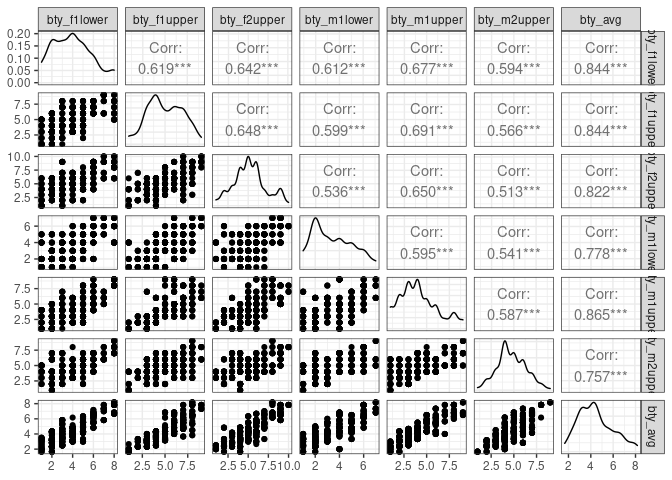 bty_f1lower bty_f1upper bty_f2upper bty_m1lower bty_m1upper bty_m2upper bty_avg
0.20
0.15
0.10
0.05
0.00
Corr:
0.619***
Corr:
0.642***
Corr:
0.612***
Corr:
0.677***
Corr:
0.594***
Corr:
0.844***
bty_f1lowe
7.5
5.0
2.5
Corr:
0.648***
Corr:
0.599***
Corr:
0.691***
Corr:
0.566***
Corr:
0.844***
bty_f1uppe
10.0
7.5
5.0
2.5
Corr:
0.536***
Corr:
0.650***
Corr:
0.513***
Corr:
0.822***
bty_f2uppe
6
4
2
Corr:
0.595***
Corr:
0.541***
Corr:
0.778***
bty_m1lowe
7.5
5.0
2.5
Corr:
0.587***
Corr:
0.865***
bty_m1uppe
7.5
5.0
2.5
Corr:
0.757***
bty_m2uppe
8
6
4
2
bty_avg
2 4 6 8 2.5 5.0 7.5 2.5 5.0 7.5 10.0 2 4 6 2.5 5.0 7.5 2.5 5.0 7.5 2 4 6 8